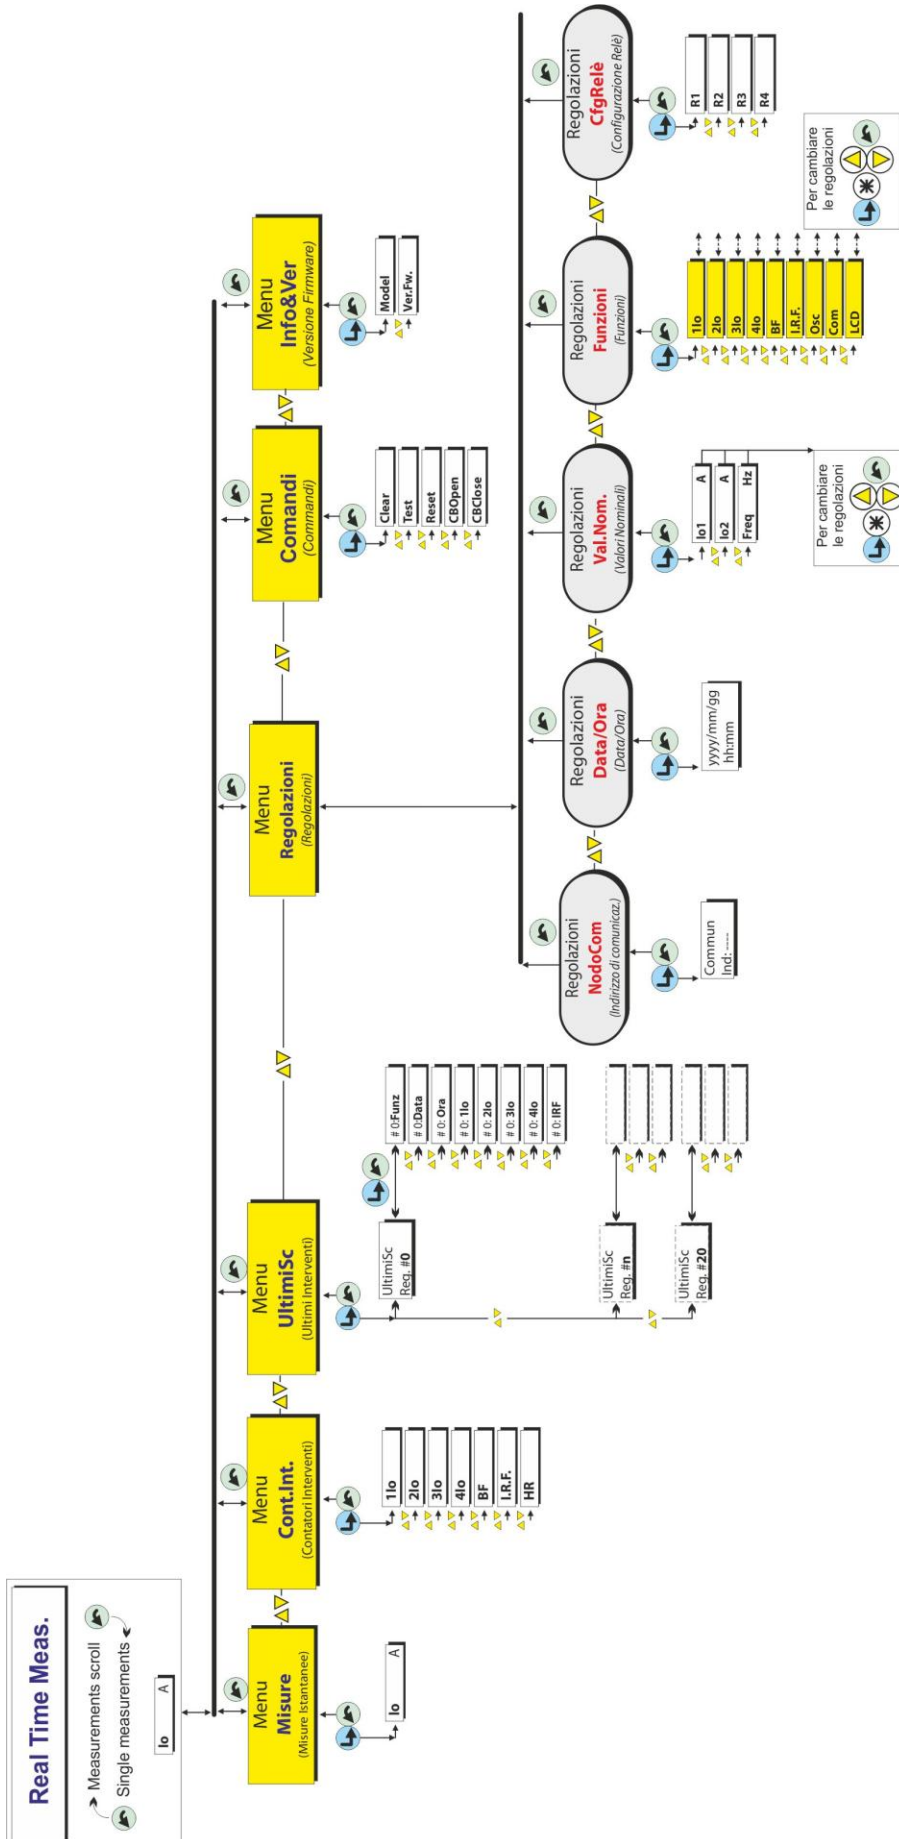 Real Time Meas.
Measurements scroll
Single measurements
Io A
Menu
Misure
(Misure Istantanee)
Io A
Menu
Cont.Int.
(Contatori Interventi)
1Io
2Io
3Io
4Io
BF
I.R.F.
HR
Menu
UltimiSc
(Ultimi Interventi)
UltimiSc
Reg. #0
# 0:Funz
# 0:Data
# 0: Ora
# 0: 1Io
# 0: 2Io
# 0: 3Io
# 0: 4Io
# 0: IRF
UltimiSc
Reg. #n
UltimiSc
Reg. #20
Menu
Regolazioni
(Regolazioni)
Menu
Comandi
(Commandi)
Clear
Test
Reset
CBOpen
CBClose
Menu
Info&Ver
(Versione Firmware)
Model
Ver.Fw.
Regolazioni
NodoCom
(Indirizzo di comunicaz.)
Commun
Ind: ----
Regolazioni
Data/Ora
(Data/Ora)
yyyy/mm/gg
hh:mm
Regolazioni
Val.Nom.
(Valori Nominali)
Io1 A
Io2 A
Freq Hz
Per cambiare
le regolazioni
Regolazioni
Funzioni
(Funzioni)
1Io
2Io
3Io
4Io
BF
I.R.F.
Osc
Com
LCD
Per cambiare
le regolazioni
Regolazioni
CfgRelè
(Configurazione Relè)
R1
R2
R3
R4